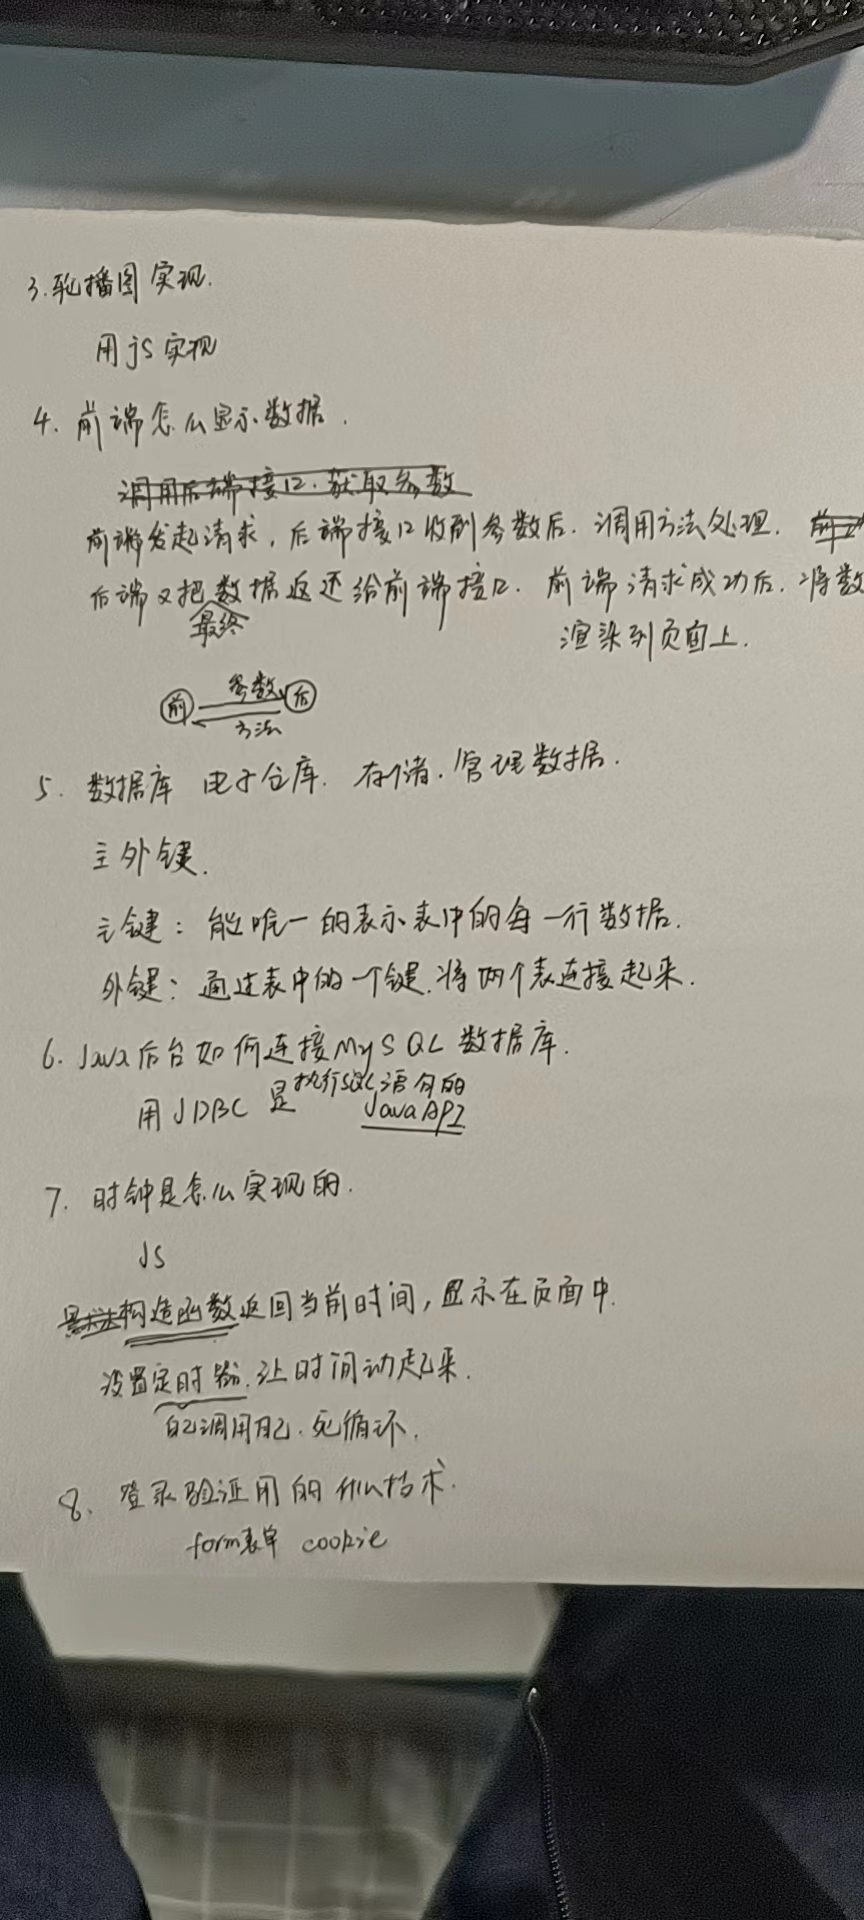 3.轮播图实现.
用js实现
4. 前端怎么显示数据.
调用后端接口.获取参数
前端发起请求,后端接口收到参数后.调用方法处理.
后端又把数据返还给前端接口. 前端请求成功后.将数
最终
渲染到页面上.
前 参数 后
方法
5. 数据库 电子仓库. 存储.管理数据.
主外键.
主键: 能唯一的表示表中的每一行数据.
外键: 通过表中的一个键.将两个表连接起来.
6. Java后台如何连接MySQL数据库.
执行SQL语句的
用JDBC 是 JavaAPI
7. 时钟是怎么实现的.
JS
构造函数返回当前时间,显示在页面中.
设置定时器.让时间动起来.
自己调用自己.死循环.
8. 登录验证用的什么技术.
form表单 cookie